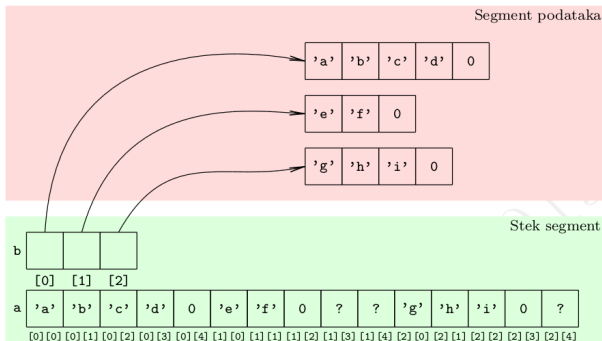 Segment podataka
'a' 'b' 'c' 'd' 0
'e' 'f' 0
'g' 'h' 'i' 0
Stek segment
b
[0] [1] [2]
a 'a' 'b' 'c' 'd' 0 'e' 'f' 0 ? ? 'g' 'h' 'i' 0 ?
[0][0] [0][1] [0][2] [0][3] [0][4] [1][0] [1][1] [1][2] [1][3] [1][4] [2][0] [2][1] [2][2] [2][3] [2][4]